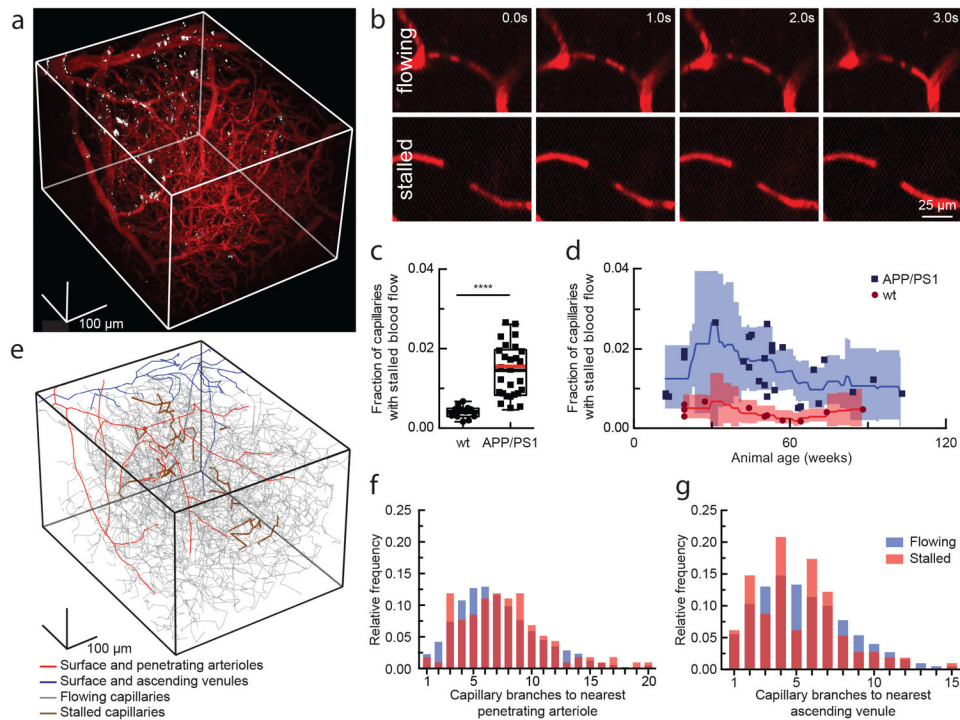 a
100 µm
b
flowing
0.0s
1.0s
2.0s
3.0s
stalled
25 µm
c
Fraction of capillaries
with stalled blood flow
0.04
0.02
0.00
****
wt
APP/PS1
d
Fraction of capillaries
with stalled blood flow
0.04
0.02
0.00
APP/PS1
wt
0
60
120
Animal age (weeks)
e
100 µm
Surface and penetrating arterioles
Surface and ascending venules
Flowing capillaries
Stalled capillaries
f
Relative frequency
0.25
0.20
0.15
0.10
0.05
0.00
1
5
10
15
20
Capillary branches to nearest
penetrating arteriole
g
Relative frequency
0.25
0.20
0.15
0.10
0.05
0.00
Flowing
Stalled
1
5
10
15
Capillary branches to nearest
ascending venule